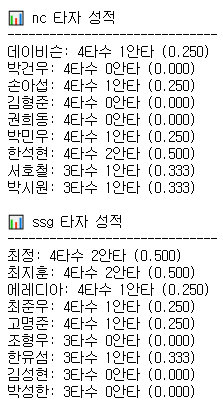 📊 nc 타자 성적
------------------------------
데이비슨: 4타수 1안타 (0.250)
박건우: 4타수 0안타 (0.000)
손아섭: 4타수 1안타 (0.250)
김형준: 4타수 0안타 (0.000)
권희동: 4타수 0안타 (0.000)
박민우: 4타수 1안타 (0.250)
한석현: 4타수 2안타 (0.500)
서호철: 3타수 1안타 (0.333)
박시원: 3타수 1안타 (0.333)
📊 ssg 타자 성적
------------------------------
최정: 4타수 2안타 (0.500)
최지훈: 4타수 2안타 (0.500)
에레디아: 4타수 1안타 (0.250)
최준우: 4타수 1안타 (0.250)
고명준: 4타수 1안타 (0.250)
조형우: 3타수 0안타 (0.000)
한유섬: 3타수 1안타 (0.333)
김성현: 3타수 0안타 (0.000)
박성한: 3타수 0안타 (0.000)